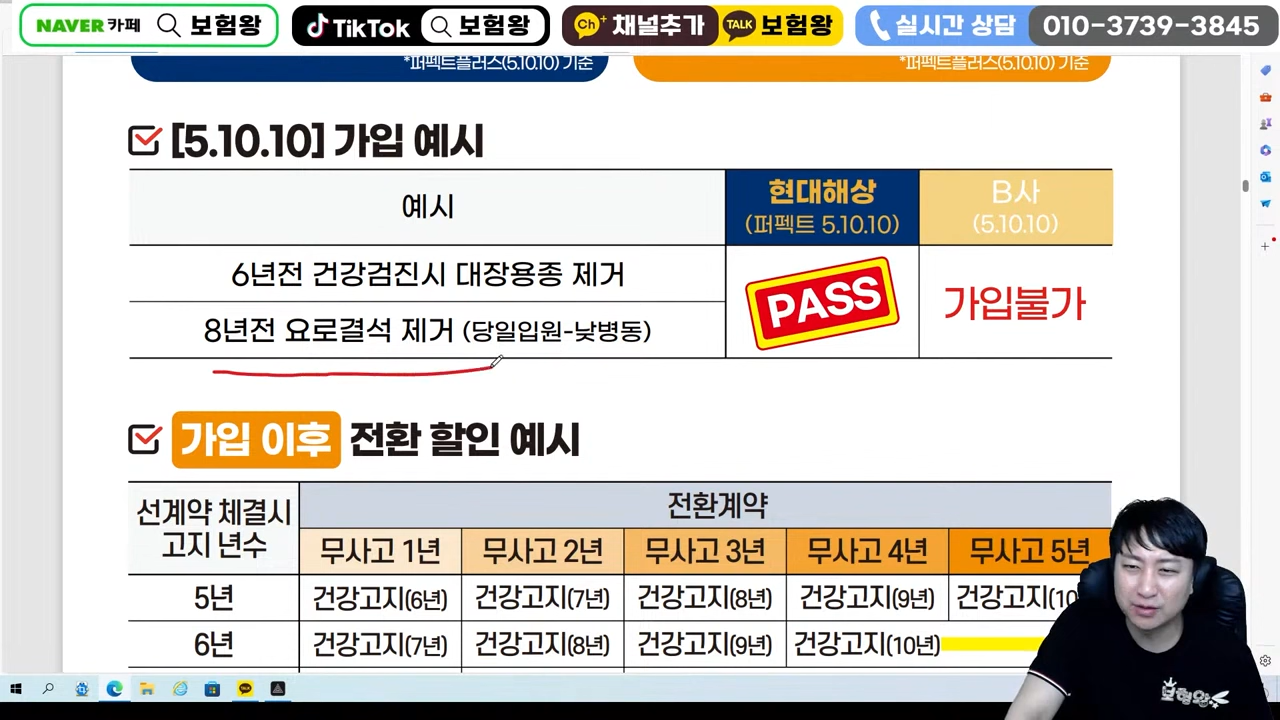 NAVER 카페 보험왕 TikTok 보험왕 Ch+ 채널추가 TALK 보험왕 실시간 상담 010-3739-3845
*퍼펙트플러스(5.10.10) 기준 *퍼펙트플러스(5.10.10) 기준
[5.10.10] 가입 예시
예시 현대해상 (퍼펙트 5.10.10) B사 (5.10.10)
6년전 건강검진시 대장용종 제거
PASS 가입불가
8년전 요로결석 제거 (당일입원-낮병동)
가입 이후 전환 할인 예시
선계약 체결시 고지 년수 전환계약
무사고 1년 무사고 2년 무사고 3년 무사고 4년 무사고 5년
5년 건강고지(6년) 건강고지(7년) 건강고지(8년) 건강고지(9년) 건강고지(10
6년 건강고지(7년) 건강고지(8년) 건강고지(9년) 건강고지(10년)
보험왕